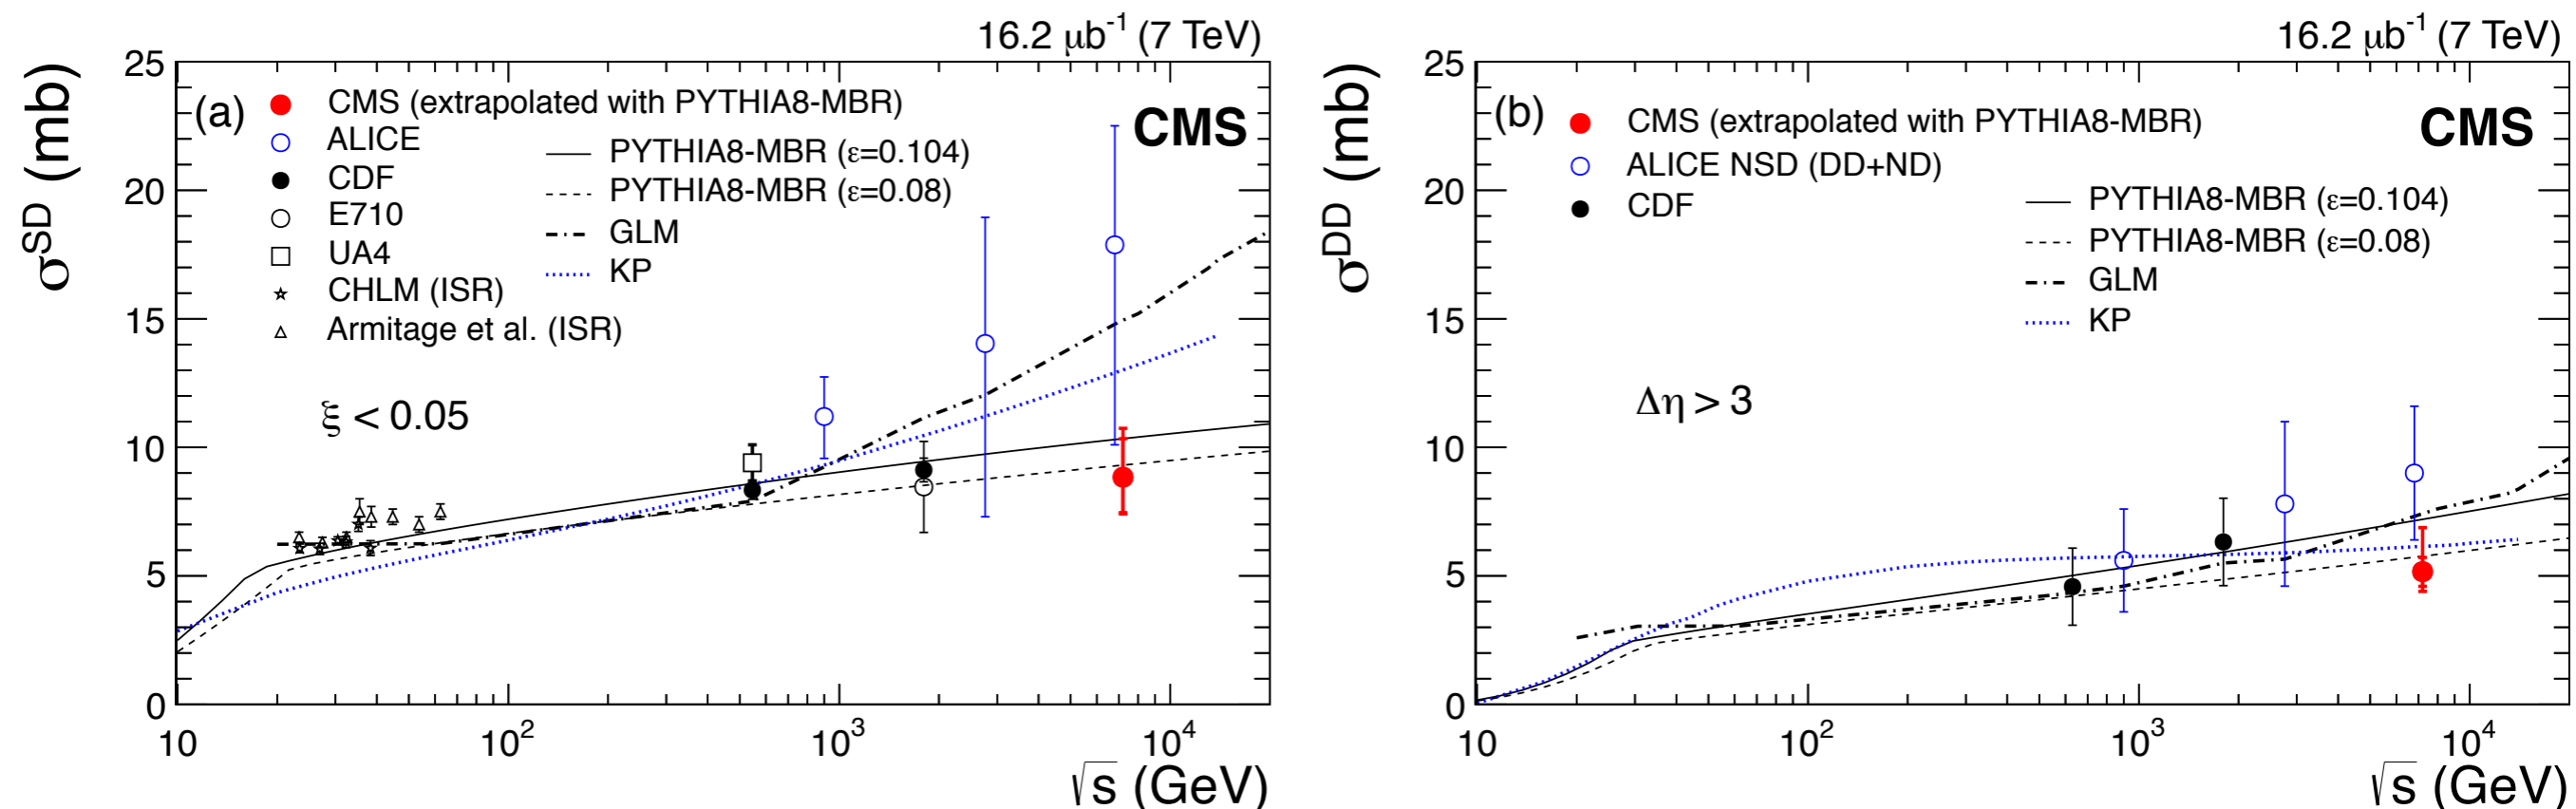 16.2 μb⁻¹ (7 TeV)
σ^SD (mb)
25
20
15
10
5
0
(a)
CMS (extrapolated with PYTHIA8-MBR)
ALICE
CDF
E710
UA4
CHLM (ISR)
Armitage et al. (ISR)
PYTHIA8-MBR (ε=0.104)
PYTHIA8-MBR (ε=0.08)
GLM
KP
CMS
ξ < 0.05
10 10² 10³ 10⁴
√s (GeV)
16.2 μb⁻¹ (7 TeV)
σ^DD (mb)
25
20
15
10
5
0
(b)
CMS (extrapolated with PYTHIA8-MBR)
ALICE NSD (DD+ND)
CDF
PYTHIA8-MBR (ε=0.104)
PYTHIA8-MBR (ε=0.08)
GLM
KP
CMS
Δη > 3
10 10² 10³ 10⁴
√s (GeV)